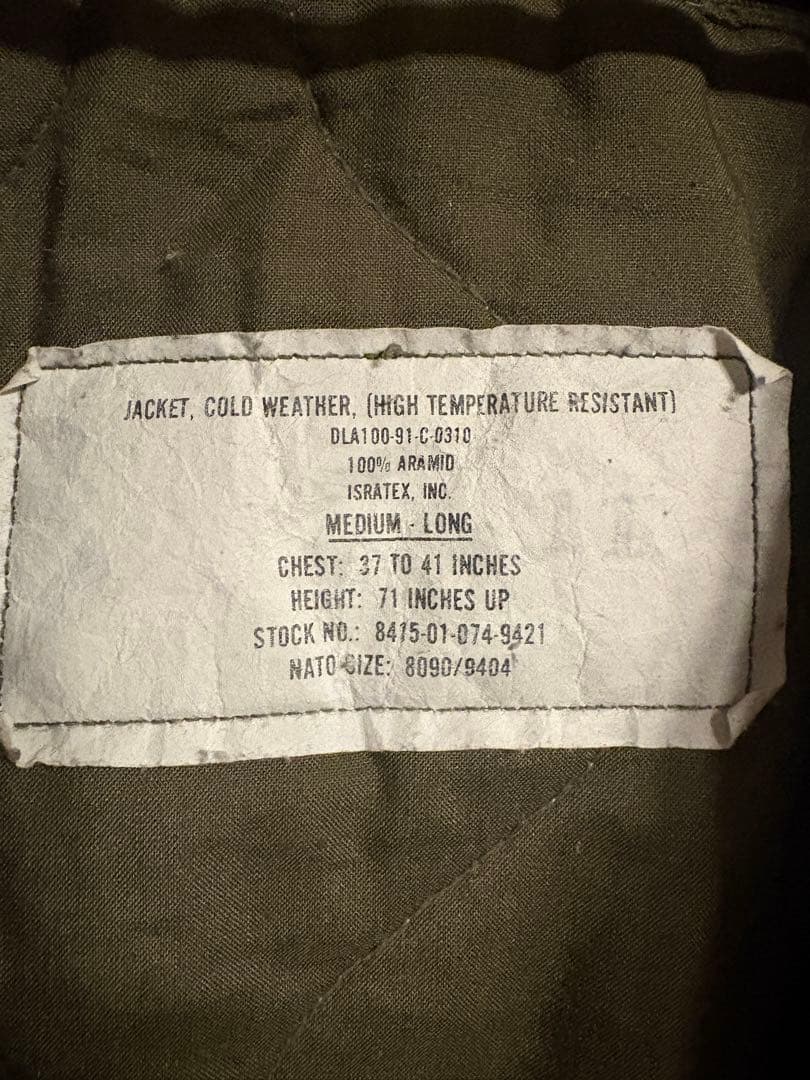 JACKET, COLD WEATHER, (HIGH TEMPERATURE RESISTANT)
DLA100-91-C-0310
100% ARAMID
ISRATEX, INC.
MEDIUM - LONG
CHEST: 37 TO 41 INCHES
HEIGHT: 71 INCHES UP
STOCK NO.: 8415-01-074-9421
NATO SIZE: 8090/9404